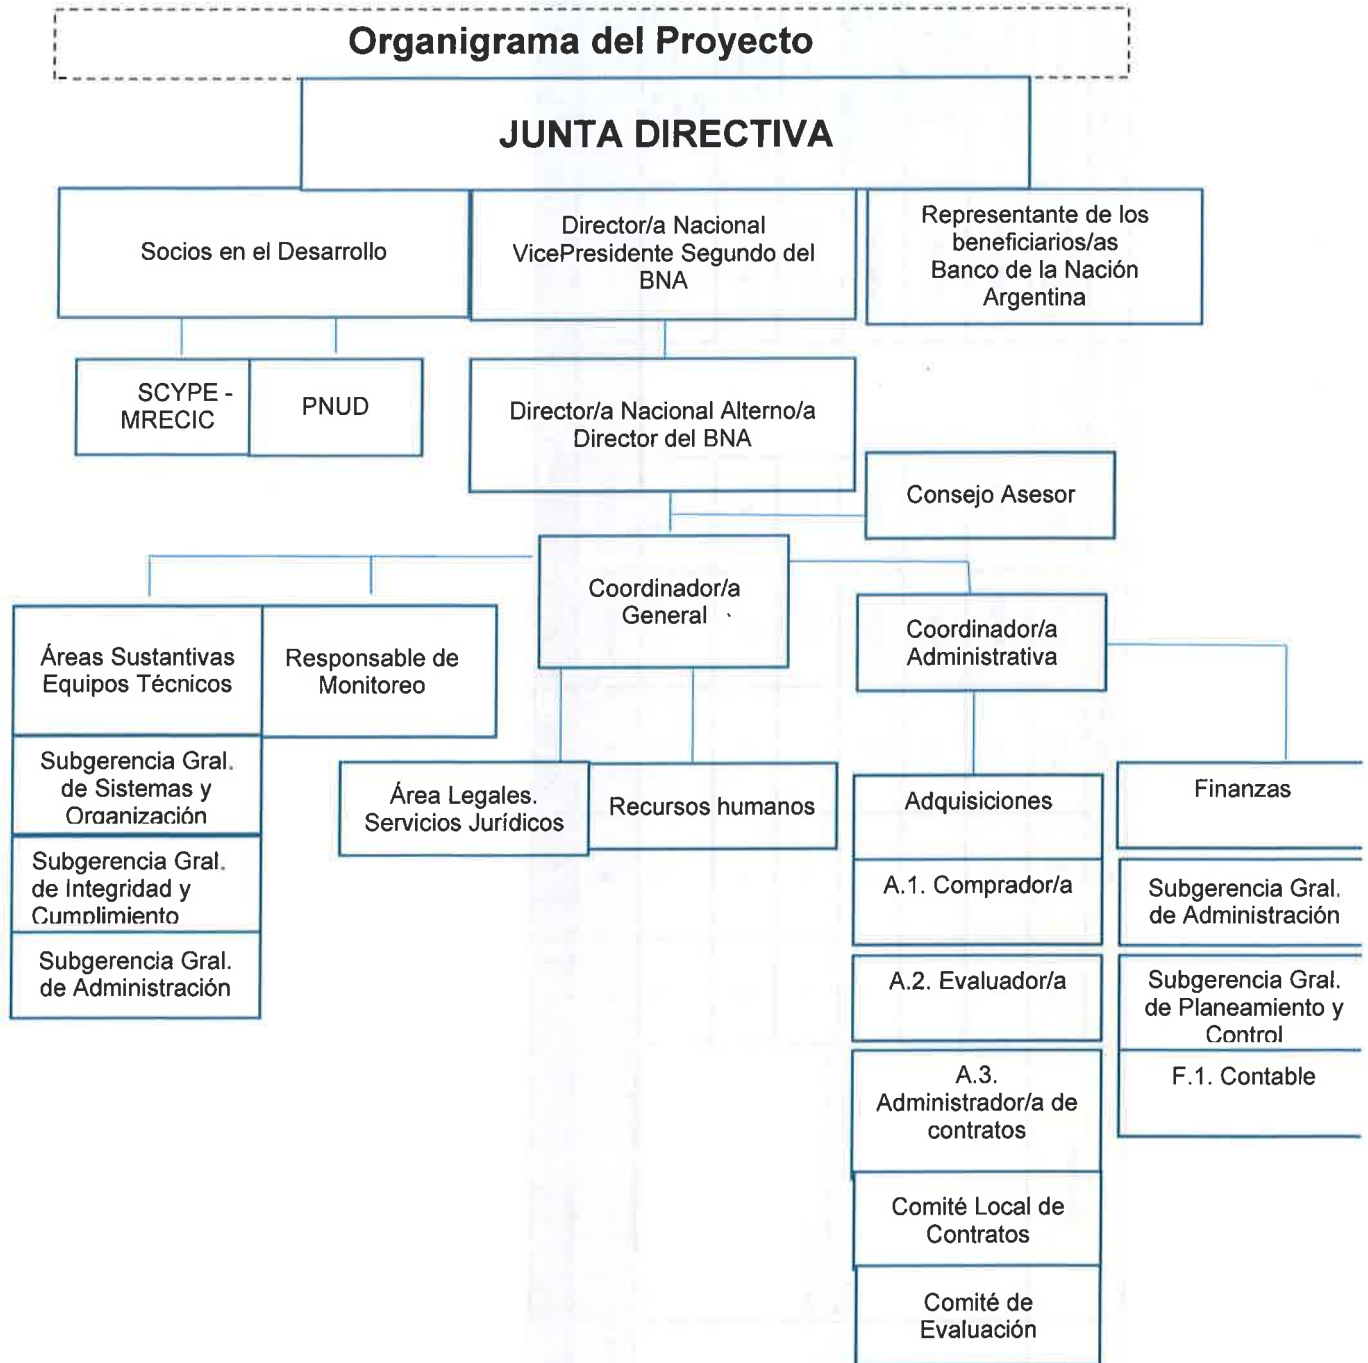 Organigrama del Proyecto
JUNTA DIRECTIVA
Socios en el Desarrollo
Director/a Nacional
VicePresidente Segundo del
BNA
Representante de los
beneficiarios/as
Banco de la Nación
Argentina
SCYPE -
MRECIC
PNUD
Director/a Nacional Alterno/a
Director del BNA
Consejo Asesor
Coordinador/a
General
Áreas Sustantivas
Equipos Técnicos
Responsable de
Monitoreo
Coordinador/a
Administrativa
Subgerencia Gral.
de Sistemas y
Organización
Subgerencia Gral.
de Integridad y
Cumplimiento
Subgerencia Gral.
de Administración
Área Legales.
Servicios Jurídicos
Recursos humanos
Adquisiciones
A.1. Comprador/a
A.2. Evaluador/a
A.3.
Administrador/a de
contratos
Comité Local de
Contratos
Comité de
Evaluación
Finanzas
Subgerencia Gral.
de Administración
Subgerencia Gral.
de Planeamiento y
Control
F.1. Contable